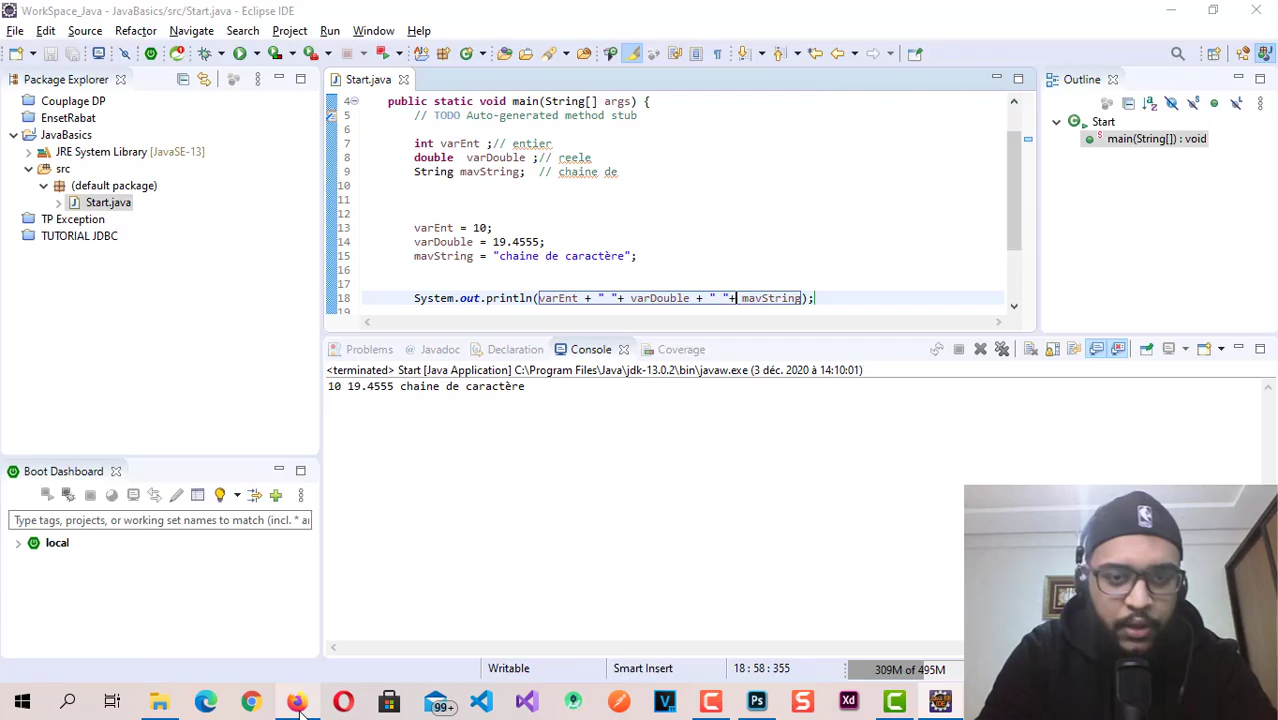 WorkSpace_Java - JavaBasics/src/Start.java - Eclipse IDE
File Edit Source Refactor Navigate Search Project Run Window Help
Package Explorer
Couplage DP
EnsetRabat
JavaBasics
JRE System Library [JavaSE-13]
src
(default package)
Start.java
TP Exception
TUTORIAL JDBC
Start.java
4 public static void main(String[] args) {
5 // TODO Auto-generated method stub
6
7 int varEnt ;// entier
8 double varDouble ;// reele
9 String mavString; // chaine de
10
11
12
13 varEnt = 10;
14 varDouble = 19.4555;
15 mavString = "chaine de caractère";
16
17
18 System.out.println(varEnt + " "+ varDouble + " "+ mavString);
19
Outline
Start
main(String[]) : void
Problems Javadoc Declaration Console Coverage
<terminated> Start [Java Application] C:\Program Files\Java\jdk-13.0.2\bin\javaw.exe (3 déc. 2020 à 14:10:01)
10 19.4555 chaine de caractère
Boot Dashboard
Type tags, projects, or working set names to match (incl. * ai
local
Writable Smart Insert 18 : 58 : 355 309M of 495M
99+